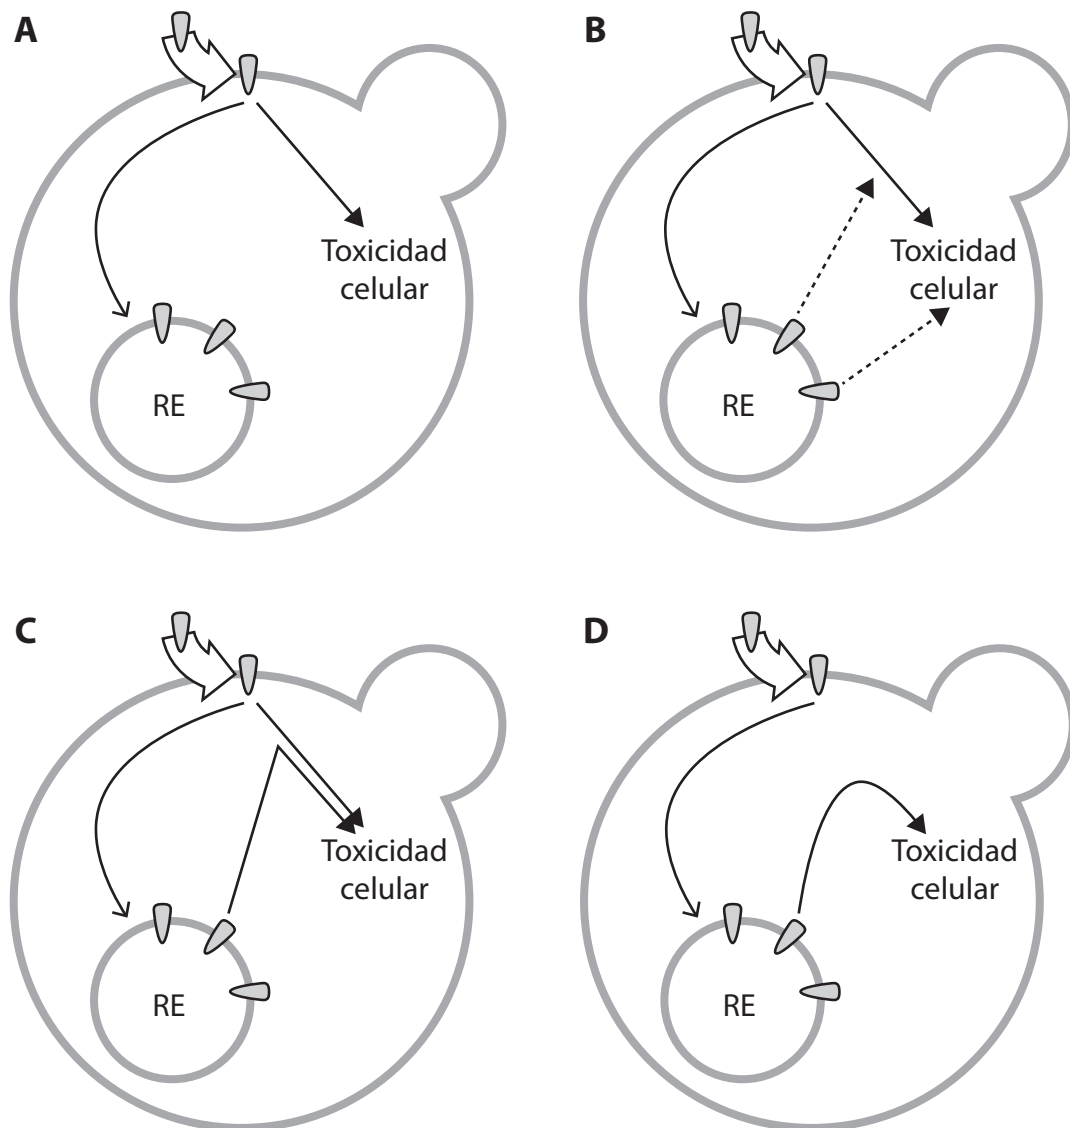 A
B
Toxicidad
celular
RE
Toxicidad
celular
RE
C
D
Toxicidad
celular
RE
Toxicidad
celular
RE